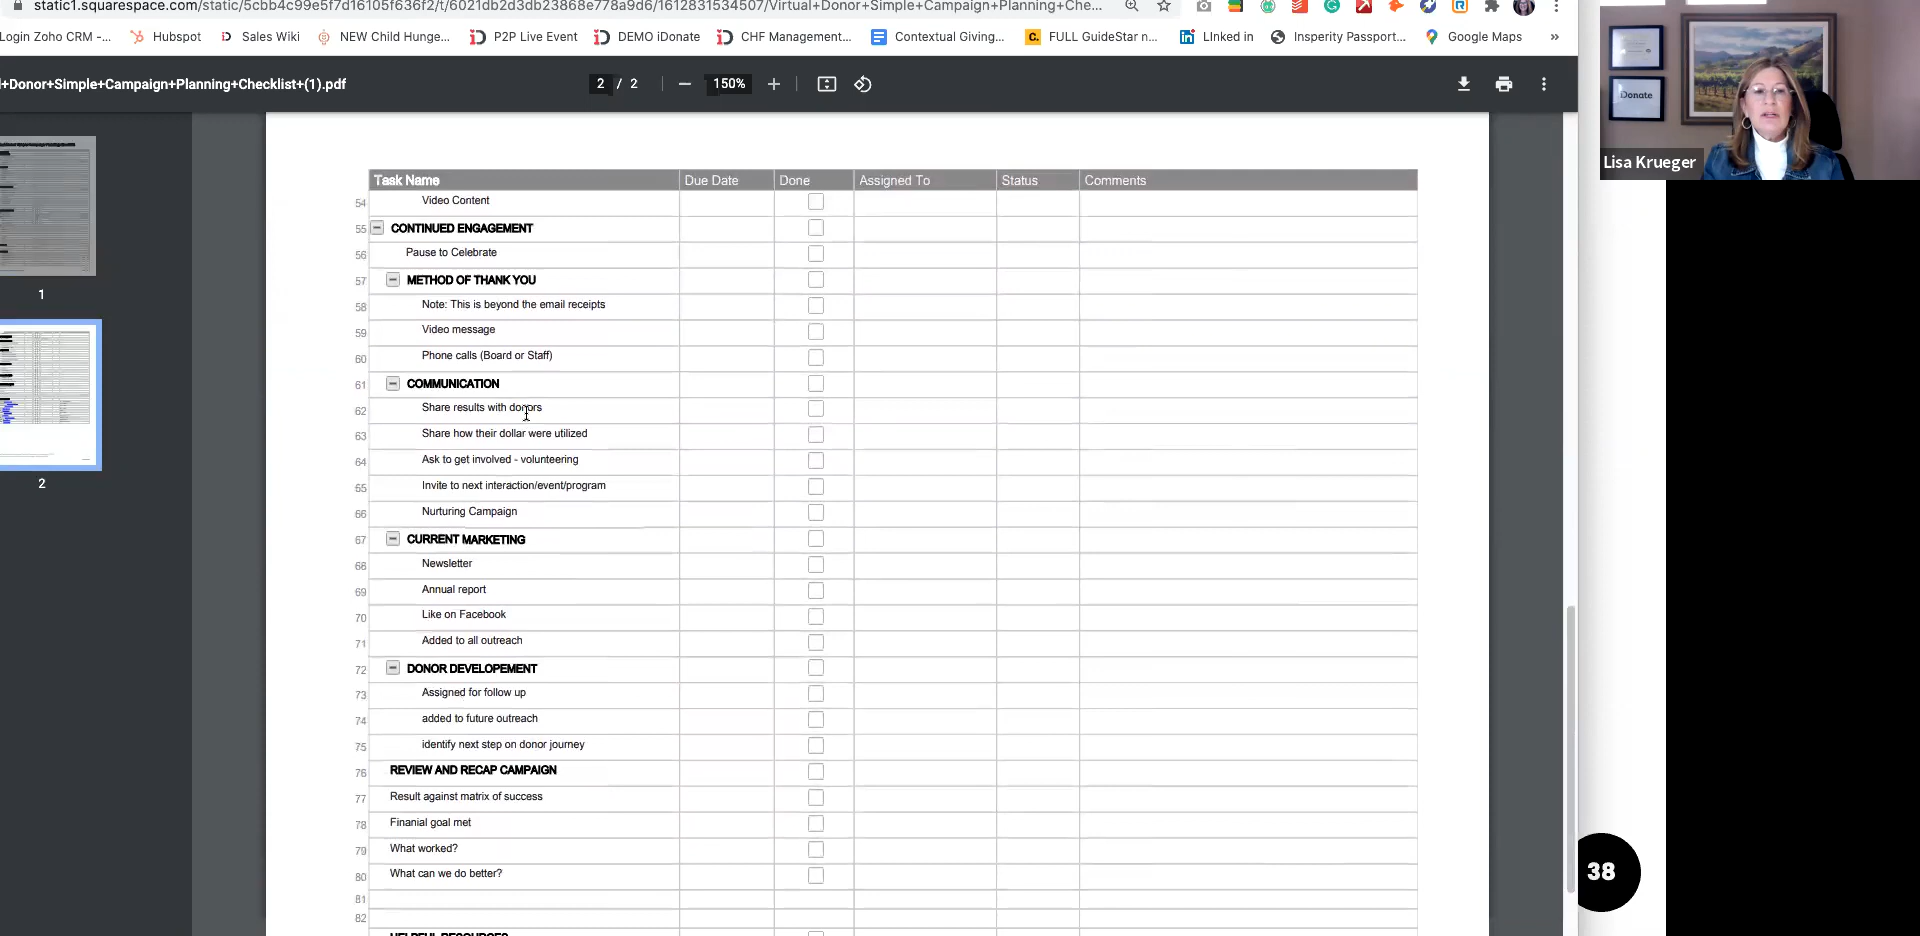 static1.squarespace.com/static/5cbb4c99e5f7d16105f636f2/t/6021db2d3db23868e778a9d6/1612831534507/Virtual+Donor+Simple+Campaign+Planning+Che...
Login Zoho CRM -... Hubspot Sales Wiki NEW Child Hunge... P2P Live Event DEMO iDonate CHF Management... Contextual Giving... FULL GuideStar n... LInked in Insperity Passport... Google Maps »
l+Donor+Simple+Campaign+Planning+Checklist+(1).pdf 2 / 2 150%
Donate
Lisa Krueger
1
2
Task Name Due Date Done Assigned To Status Comments
54 Video Content
55 CONTINUED ENGAGEMENT
56 Pause to Celebrate
57 METHOD OF THANK YOU
58 Note: This is beyond the email receipts
59 Video message
60 Phone calls (Board or Staff)
61 COMMUNICATION
62 Share results with donors
63 Share how their dollar were utilized
64 Ask to get involved - volunteering
65 Invite to next interaction/event/program
66 Nurturing Campaign
67 CURRENT MARKETING
68 Newsletter
69 Annual report
70 Like on Facebook
71 Added to all outreach
72 DONOR DEVELOPEMENT
73 Assigned for follow up
74 added to future outreach
75 identify next step on donor journey
76 REVIEW AND RECAP CAMPAIGN
77 Result against matrix of success
78 Finanial goal met
79 What worked?
80 What can we do better?
81
82
HELPFUL RESOURCES
38